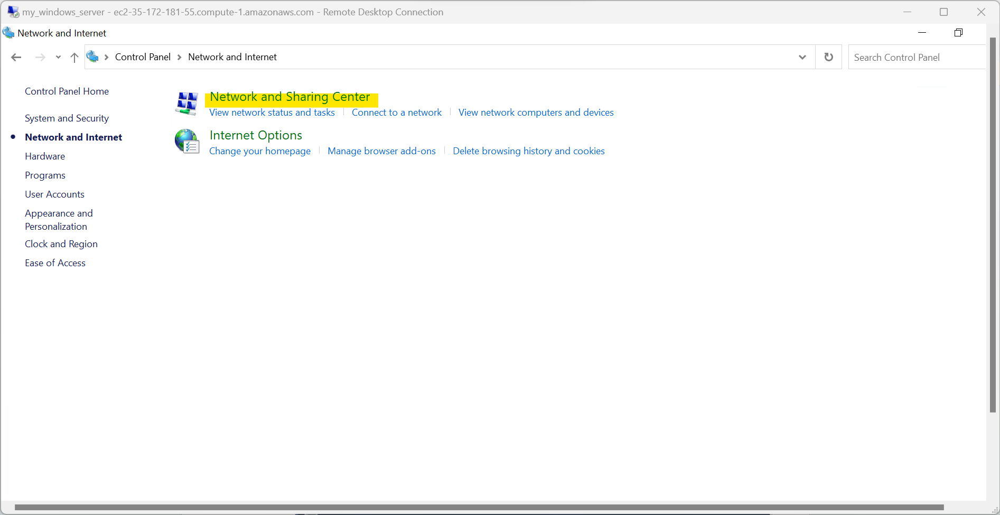 my_windows_server - ec2-35-172-181-55.compute-1.amazonaws.com - Remote Desktop Connection
Network and Internet
Control Panel > Network and Internet
Search Control Panel
Control Panel Home
System and Security
Network and Internet
Hardware
Programs
User Accounts
Appearance and
Personalization
Clock and Region
Ease of Access
Network and Sharing Center
View network status and tasks | Connect to a network | View network computers and devices
Internet Options
Change your homepage | Manage browser add-ons | Delete browsing history and cookies